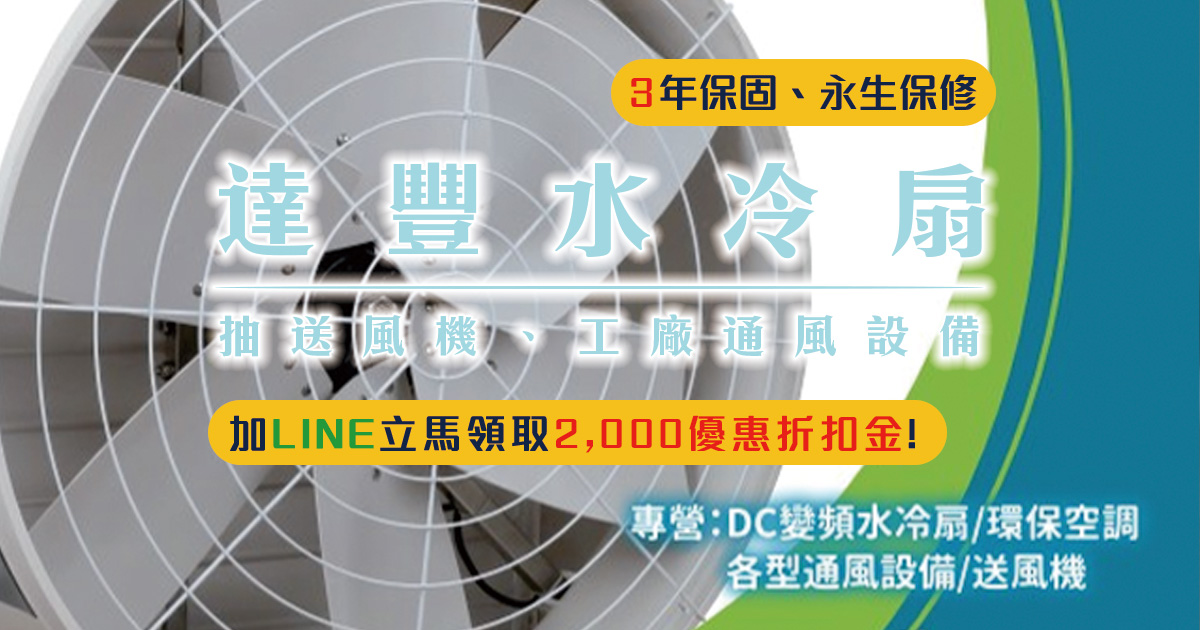 3年保固、永生保修
達豐水冷扇
抽送風機、工廠通風設備
加LINE立馬領取2,000優惠折扣金!
專營:DC變頻水冷扇/環保空調
各型通風設備/送風機